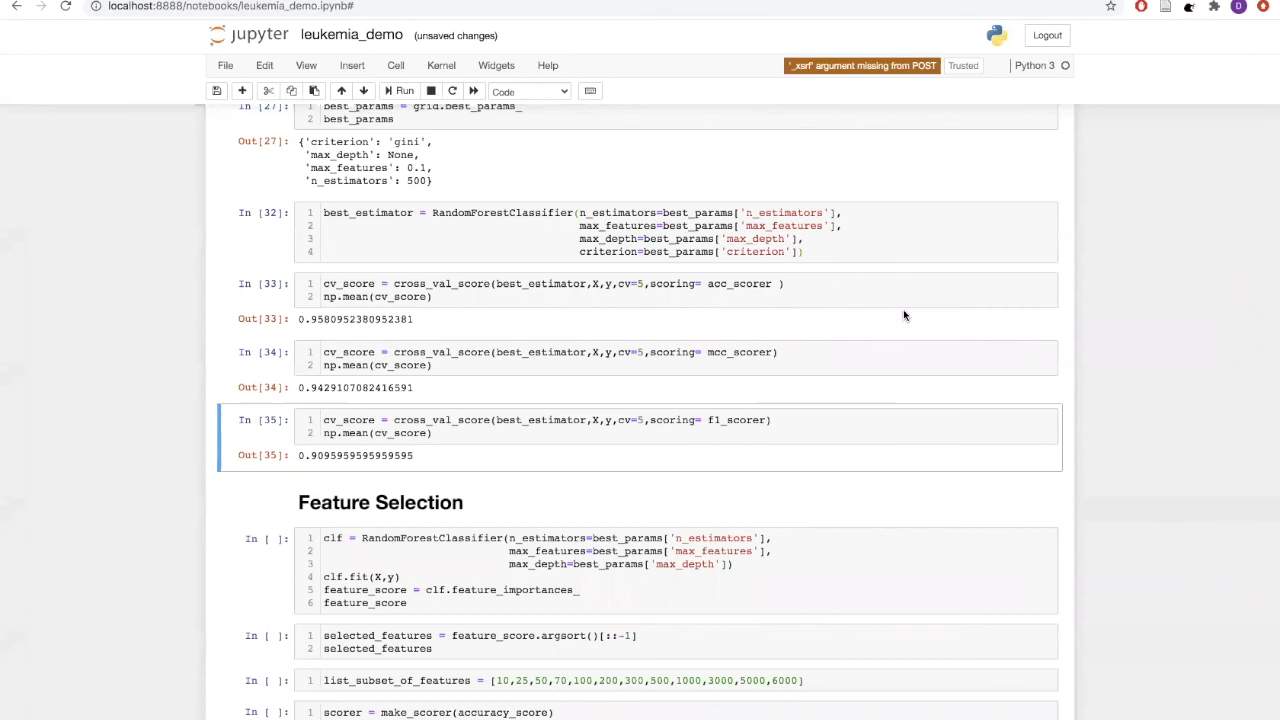 localhost:8888/notebooks/leukemia_demo.ipynb#
D
jupyter leukemia_demo (unsaved changes)
Logout
File Edit View Insert Cell Kernel Widgets Help
'_xsrf' argument missing from POST Trusted Python 3
Run Code
In [27]: 1 best_params = grid.best_params_
2 best_params
Out[27]: {'criterion': 'gini',
'max_depth': None,
'max_features': 0.1,
'n_estimators': 500}
In [32]: 1 best_estimator = RandomForestClassifier(n_estimators=best_params['n_estimators'],
2 max_features=best_params['max_features'],
3 max_depth=best_params['max_depth'],
4 criterion=best_params['criterion'])
In [33]: 1 cv_score = cross_val_score(best_estimator,X,y,cv=5,scoring= acc_scorer )
2 np.mean(cv_score)
Out[33]: 0.9580952380952381
In [34]: 1 cv_score = cross_val_score(best_estimator,X,y,cv=5,scoring= mcc_scorer)
2 np.mean(cv_score)
Out[34]: 0.9429107082416591
In [35]: 1 cv_score = cross_val_score(best_estimator,X,y,cv=5,scoring= f1_scorer)
2 np.mean(cv_score)
Out[35]: 0.9095959595959595
Feature Selection
In [ ]: 1 clf = RandomForestClassifier(n_estimators=best_params['n_estimators'],
2 max_features=best_params['max_features'],
3 max_depth=best_params['max_depth'])
4 clf.fit(X,y)
5 feature_score = clf.feature_importances_
6 feature_score
In [ ]: 1 selected_features = feature_score.argsort()[::-1]
2 selected_features
In [ ]: 1 list_subset_of_features = [10,25,50,70,100,200,300,500,1000,3000,5000,6000]
In [ ]: 1 scorer = make_scorer(accuracy_score)